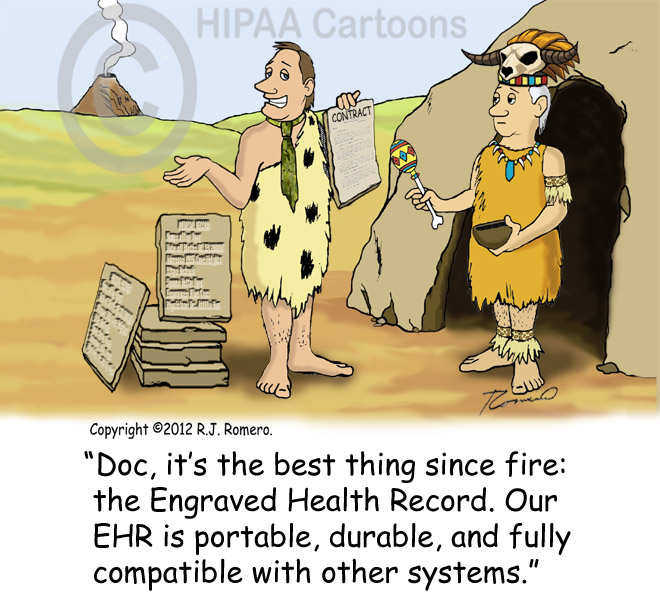 © HIPAA Cartoons
CONTRACT
Copyright ©2012 R.J. Romero.
“Doc, it’s the best thing since fire:
the Engraved Health Record. Our
EHR is portable, durable, and fully
compatible with other systems.”